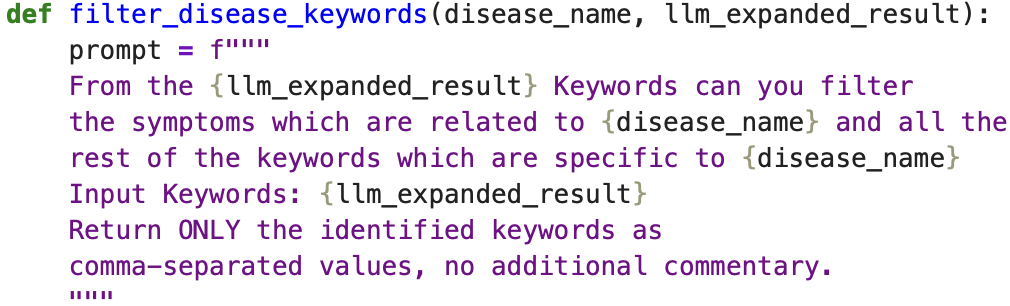 def filter_disease_keywords(disease_name, llm_expanded_result):
    prompt = f"""
    From the {llm_expanded_result} Keywords can you filter
    the symptoms which are related to {disease_name} and all the
    rest of the keywords which are specific to {disease_name}
    Input Keywords: {llm_expanded_result}
    Return ONLY the identified keywords as
    comma-separated values, no additional commentary.
    """